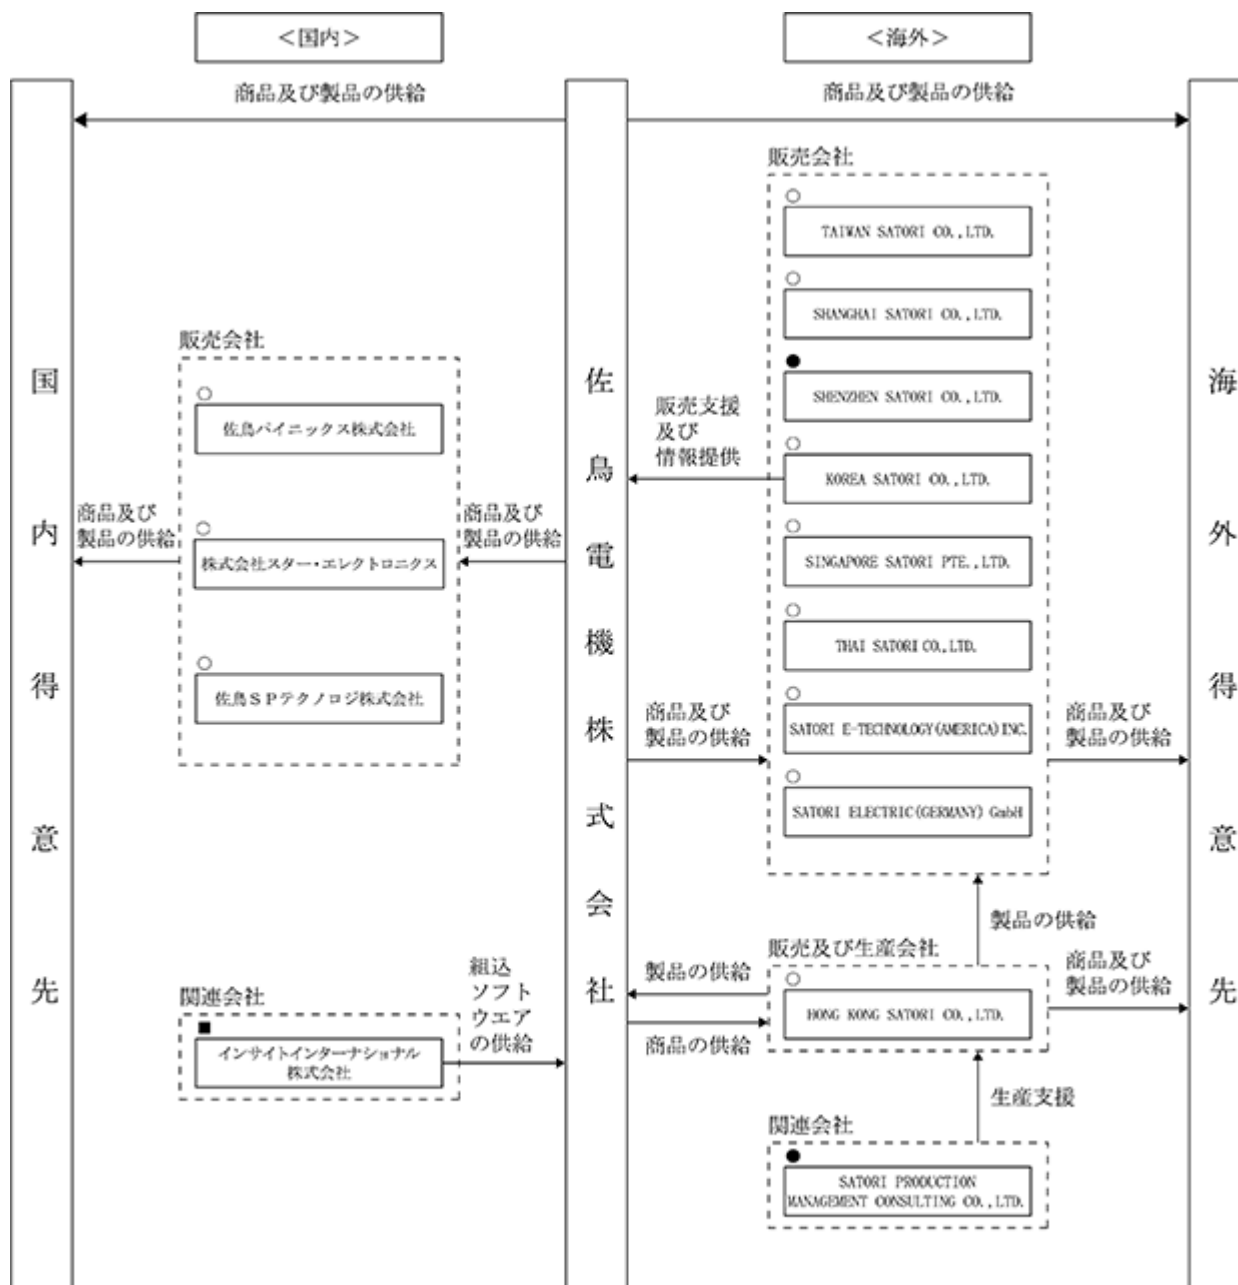 ＜国内＞
＜海外＞
商品及び製品の供給
商品及び製品の供給
国内得意先
販売会社
○
佐鳥パイニックス株式会社
○
株式会社スター・エレクトロニクス
○
佐鳥ＳＰテクノロジ株式会社
商品及び
製品の供給
商品及び
製品の供給
関連会社
■
インサイトインターナショナル
株式会社
組込
ソフト
ウエア
の供給
佐鳥電機株式会社
販売会社
○
TAIWAN SATORI CO.,LTD.
○
SHANGHAI SATORI CO.,LTD.
●
SHENZHEN SATORI CO.,LTD.
○
KOREA SATORI CO.,LTD.
○
SINGAPORE SATORI PTE.,LTD.
○
THAI SATORI CO.,LTD.
○
SATORI E-TECHNOLOGY(AMERICA)INC.
○
SATORI ELECTRIC(GERMANY) GmbH
販売支援
及び
情報提供
商品及び
製品の供給
商品及び
製品の供給
製品の供給
販売及び生産会社
○
HONG KONG SATORI CO.,LTD.
製品の供給
商品の供給
商品及び
製品の供給
生産支援
関連会社
●
SATORI PRODUCTION
MANAGEMENT CONSULTING CO.,LTD.
海外得意先